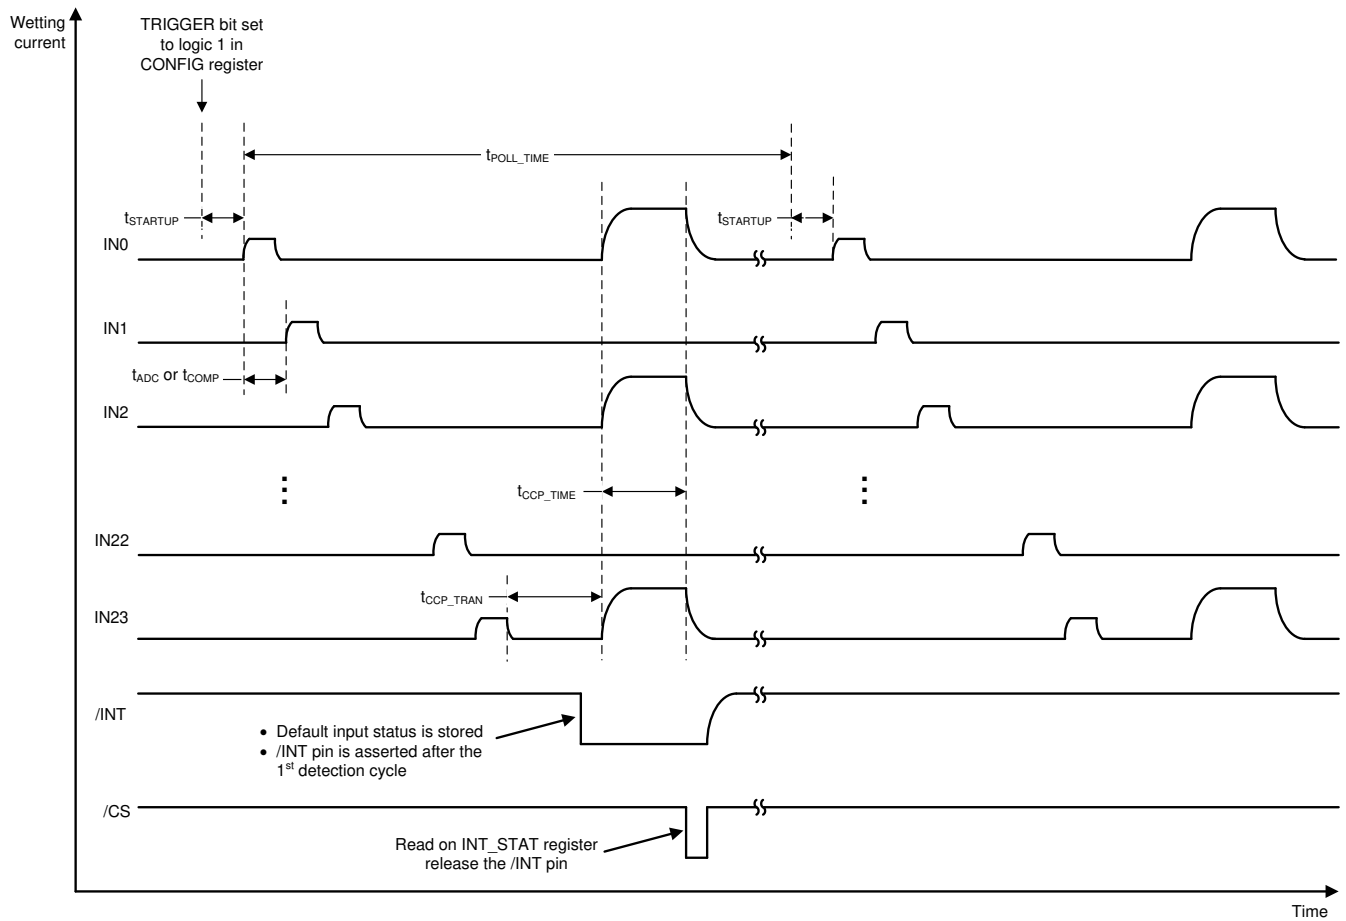 Wetting
current
TRIGGER bit set
to logic 1 in
CONFIG register
tPOLL_TIME
tSTARTUP
tSTARTUP
IN0
IN1
tADC or tCOMP
IN2
tCCP_TIME
IN22
tCCP_TRAN
IN23
/INT
• Default input status is stored
• /INT pin is asserted after the
1st detection cycle
/CS
Read on INT_STAT register
release the /INT pin
Time